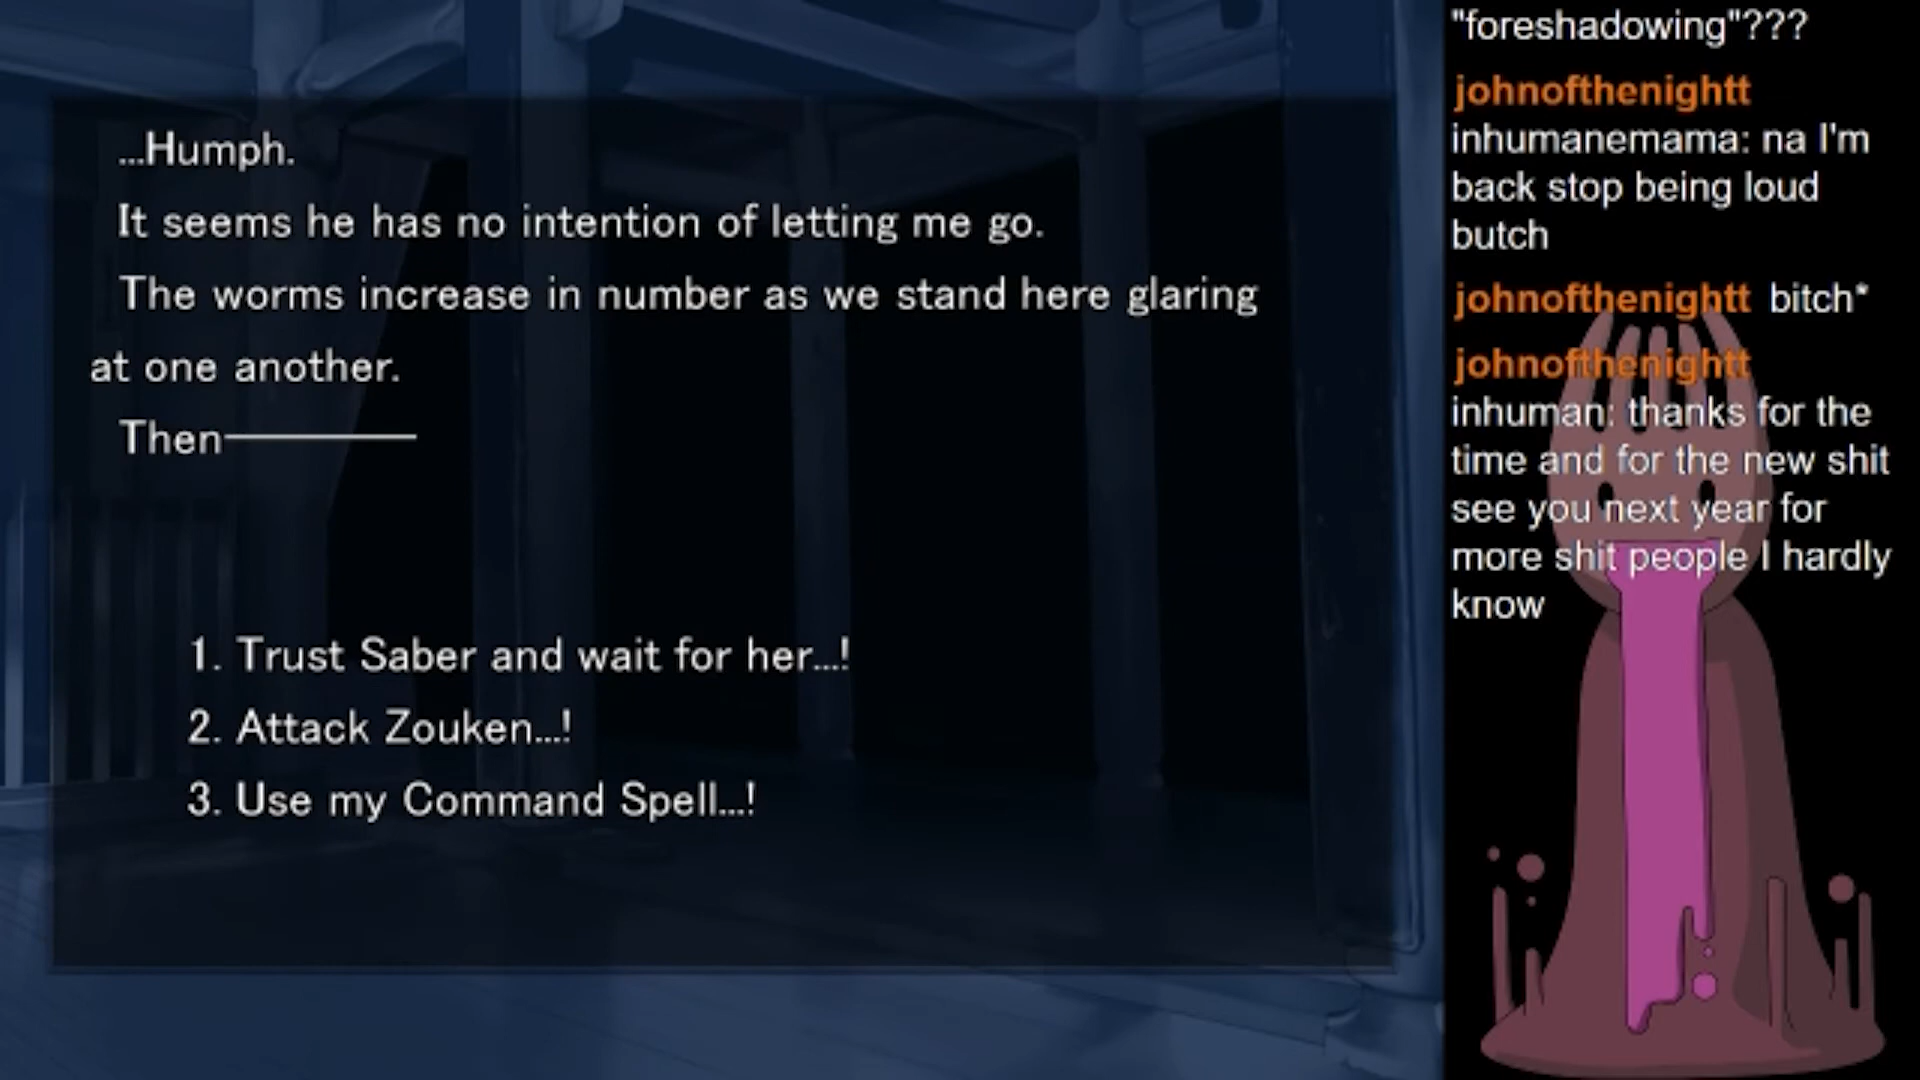 ...Humph.
It seems he has no intention of letting me go.
The worms increase in number as we stand here glaring
at one another.
Then————
1. Trust Saber and wait for her...!
2. Attack Zouken...!
3. Use my Command Spell...!
"foreshadowing"???
johnofthenightt
inhumanemama: na I'm
back stop being loud
butch
johnofthenightt bitch*
johnofthenightt
inhuman: thanks for the
time and for the new shit
see you next year for
more shit people I hardly
know